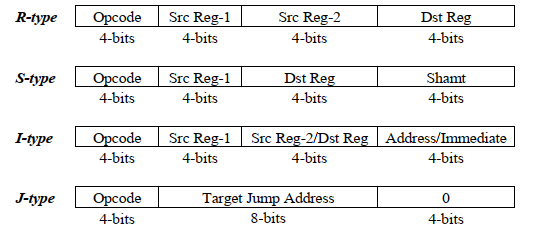 R-type Opcode Src Reg-1 Src Reg-2 Dst Reg
4-bits 4-bits 4-bits 4-bits
S-type Opcode Src Reg-1 Dst Reg Shamt
4-bits 4-bits 4-bits 4-bits
I-type Opcode Src Reg-1 Src Reg-2/Dst Reg Address/Immediate
4-bits 4-bits 4-bits 4-bits
J-type Opcode Target Jump Address 0
4-bits 8-bits 4-bits